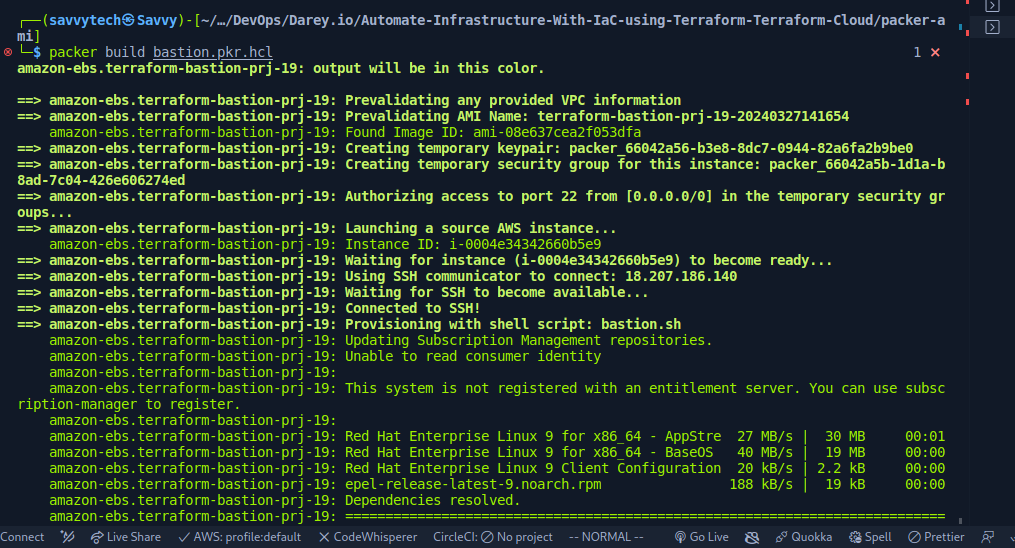 ┌──(savvytech㉿Savvy)-[~/…/DevOps/Darey.io/Automate-Infrastructure-With-IaC-using-Terraform-Terraform-Cloud/packer-a
mi]
└─$ packer build bastion.pkr.hcl 1 ⨯
amazon-ebs.terraform-bastion-prj-19: output will be in this color.

==> amazon-ebs.terraform-bastion-prj-19: Prevalidating any provided VPC information
==> amazon-ebs.terraform-bastion-prj-19: Prevalidating AMI Name: terraform-bastion-prj-19-20240327141654
    amazon-ebs.terraform-bastion-prj-19: Found Image ID: ami-08e637cea2f053dfa
==> amazon-ebs.terraform-bastion-prj-19: Creating temporary keypair: packer_66042a56-b3e8-8dc7-0944-82a6fa2b9be0
==> amazon-ebs.terraform-bastion-prj-19: Creating temporary security group for this instance: packer_66042a5b-1d1a-b
8ad-7c04-426e606274ed
==> amazon-ebs.terraform-bastion-prj-19: Authorizing access to port 22 from [0.0.0.0/0] in the temporary security gr
oups...
==> amazon-ebs.terraform-bastion-prj-19: Launching a source AWS instance...
    amazon-ebs.terraform-bastion-prj-19: Instance ID: i-0004e34342660b5e9
==> amazon-ebs.terraform-bastion-prj-19: Waiting for instance (i-0004e34342660b5e9) to become ready...
==> amazon-ebs.terraform-bastion-prj-19: Using SSH communicator to connect: 18.207.186.140
==> amazon-ebs.terraform-bastion-prj-19: Waiting for SSH to become available...
==> amazon-ebs.terraform-bastion-prj-19: Connected to SSH!
==> amazon-ebs.terraform-bastion-prj-19: Provisioning with shell script: bastion.sh
    amazon-ebs.terraform-bastion-prj-19: Updating Subscription Management repositories.
    amazon-ebs.terraform-bastion-prj-19: Unable to read consumer identity
    amazon-ebs.terraform-bastion-prj-19:
    amazon-ebs.terraform-bastion-prj-19: This system is not registered with an entitlement server. You can use subsc
ription-manager to register.
    amazon-ebs.terraform-bastion-prj-19:
    amazon-ebs.terraform-bastion-prj-19: Red Hat Enterprise Linux 9 for x86_64 - AppStre  27 MB/s |  30 MB     00:01
    amazon-ebs.terraform-bastion-prj-19: Red Hat Enterprise Linux 9 for x86_64 - BaseOS   40 MB/s |  19 MB     00:00
    amazon-ebs.terraform-bastion-prj-19: Red Hat Enterprise Linux 9 Client Configuration  20 kB/s | 2.2 kB     00:00
    amazon-ebs.terraform-bastion-prj-19: epel-release-latest-9.noarch.rpm                188 kB/s |  19 kB     00:00
    amazon-ebs.terraform-bastion-prj-19: Dependencies resolved.
    amazon-ebs.terraform-bastion-prj-19: ===========================================================================
Connect Live Share AWS: profile:default CodeWhisperer CircleCI: No project -- NORMAL -- Go Live Quokka Spell Prettier